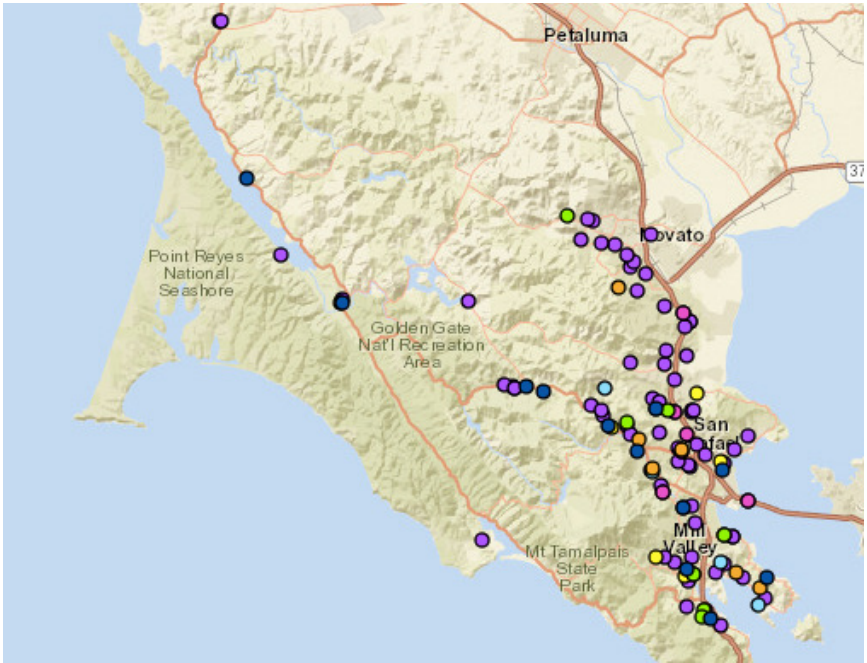 Petaluma
37
Novato
Point Reyes
National
Seashore
Golden Gate
Nat'l Recreation
Area
San
Rafael
Mill
Valley
Mt Tamalpais
State
Park